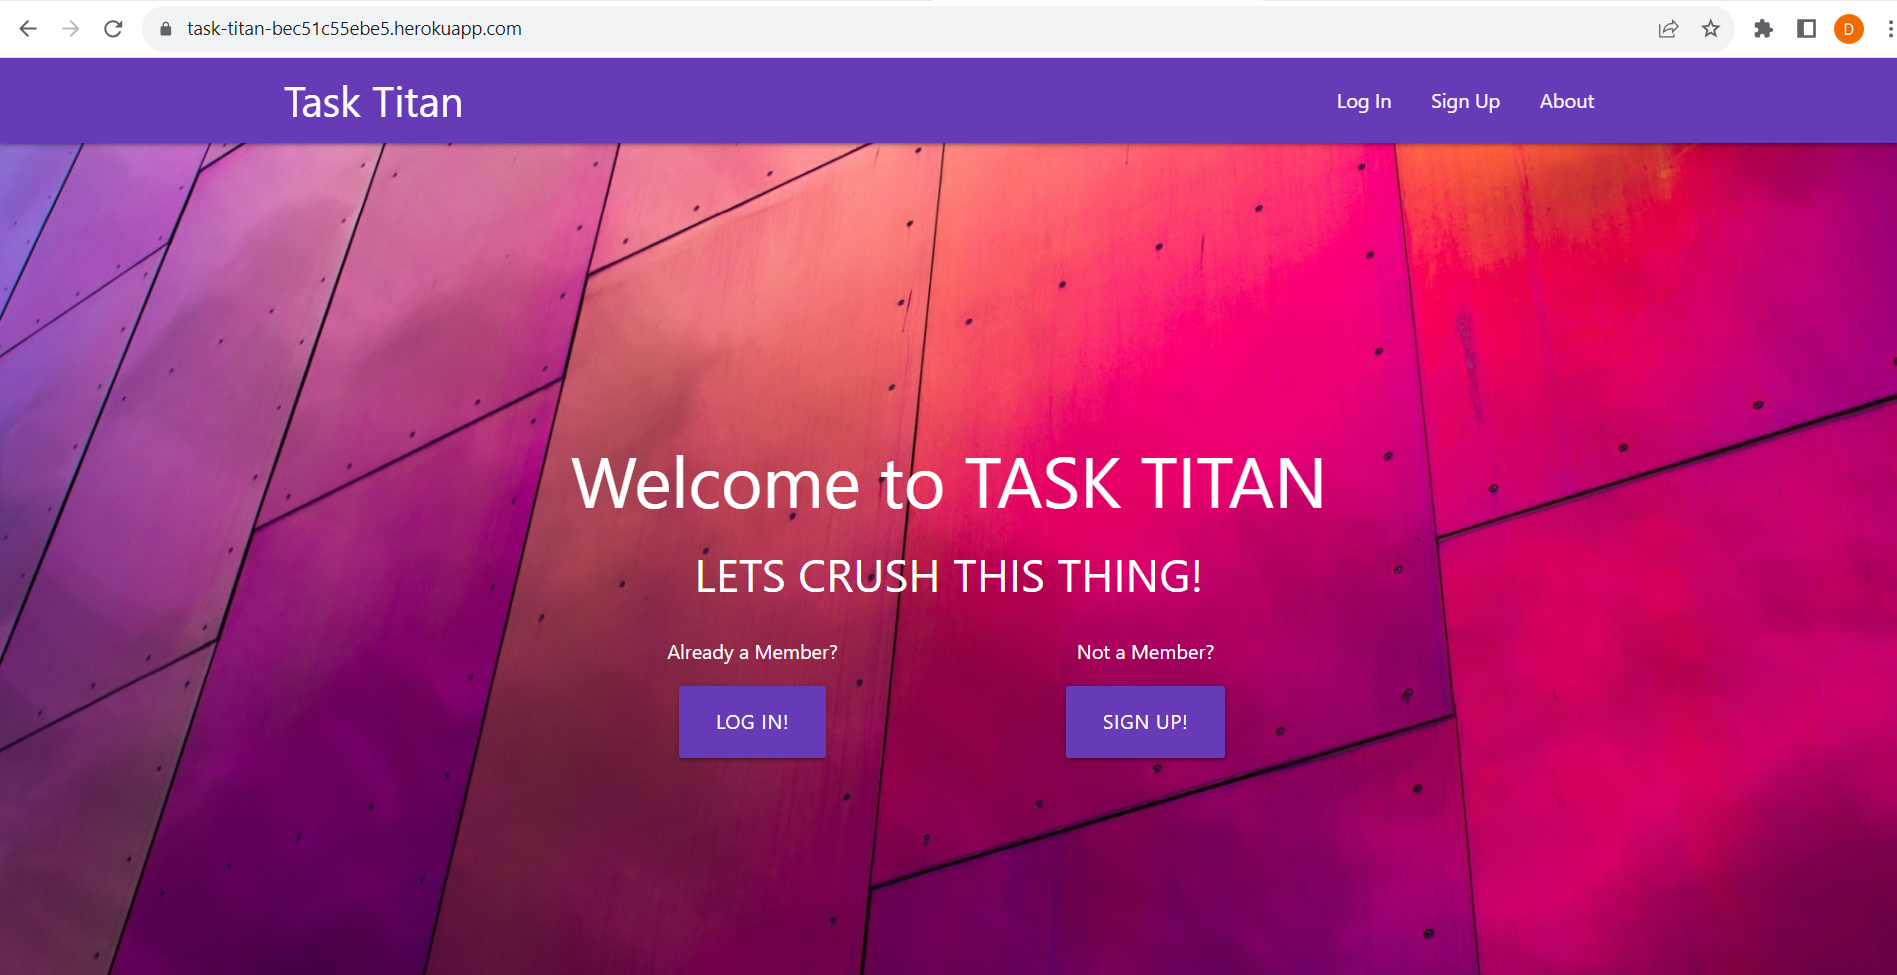 task-titan-bec51c55ebe5.herokuapp.com
D
Task Titan
Log In
Sign Up
About
Welcome to TASK TITAN
LETS CRUSH THIS THING!
Already a Member?
Not a Member?
LOG IN!
SIGN UP!